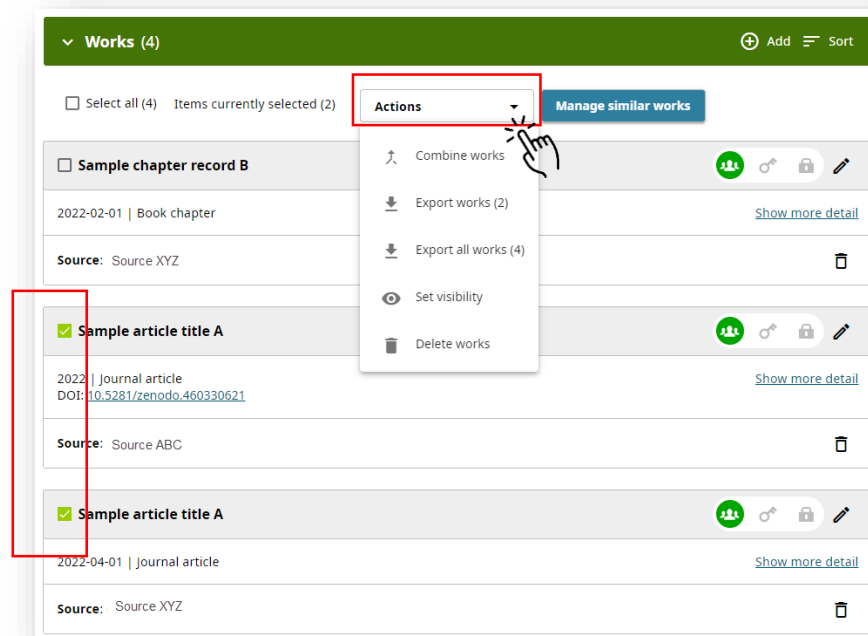 Works (4)
Add
Sort
Select all (4)
Items currently selected (2)
Actions
Manage similar works
Combine works
Export works (2)
Export all works (4)
Set visibility
Delete works
Sample chapter record B
2022-02-01 | Book chapter
Show more detail
Source: Source XYZ
Sample article title A
2022 | Journal article
Show more detail
DOI: 10.5281/zenodo.460330621
Source: Source ABC
Sample article title A
2022-04-01 | Journal article
Show more detail
Source: Source XYZ